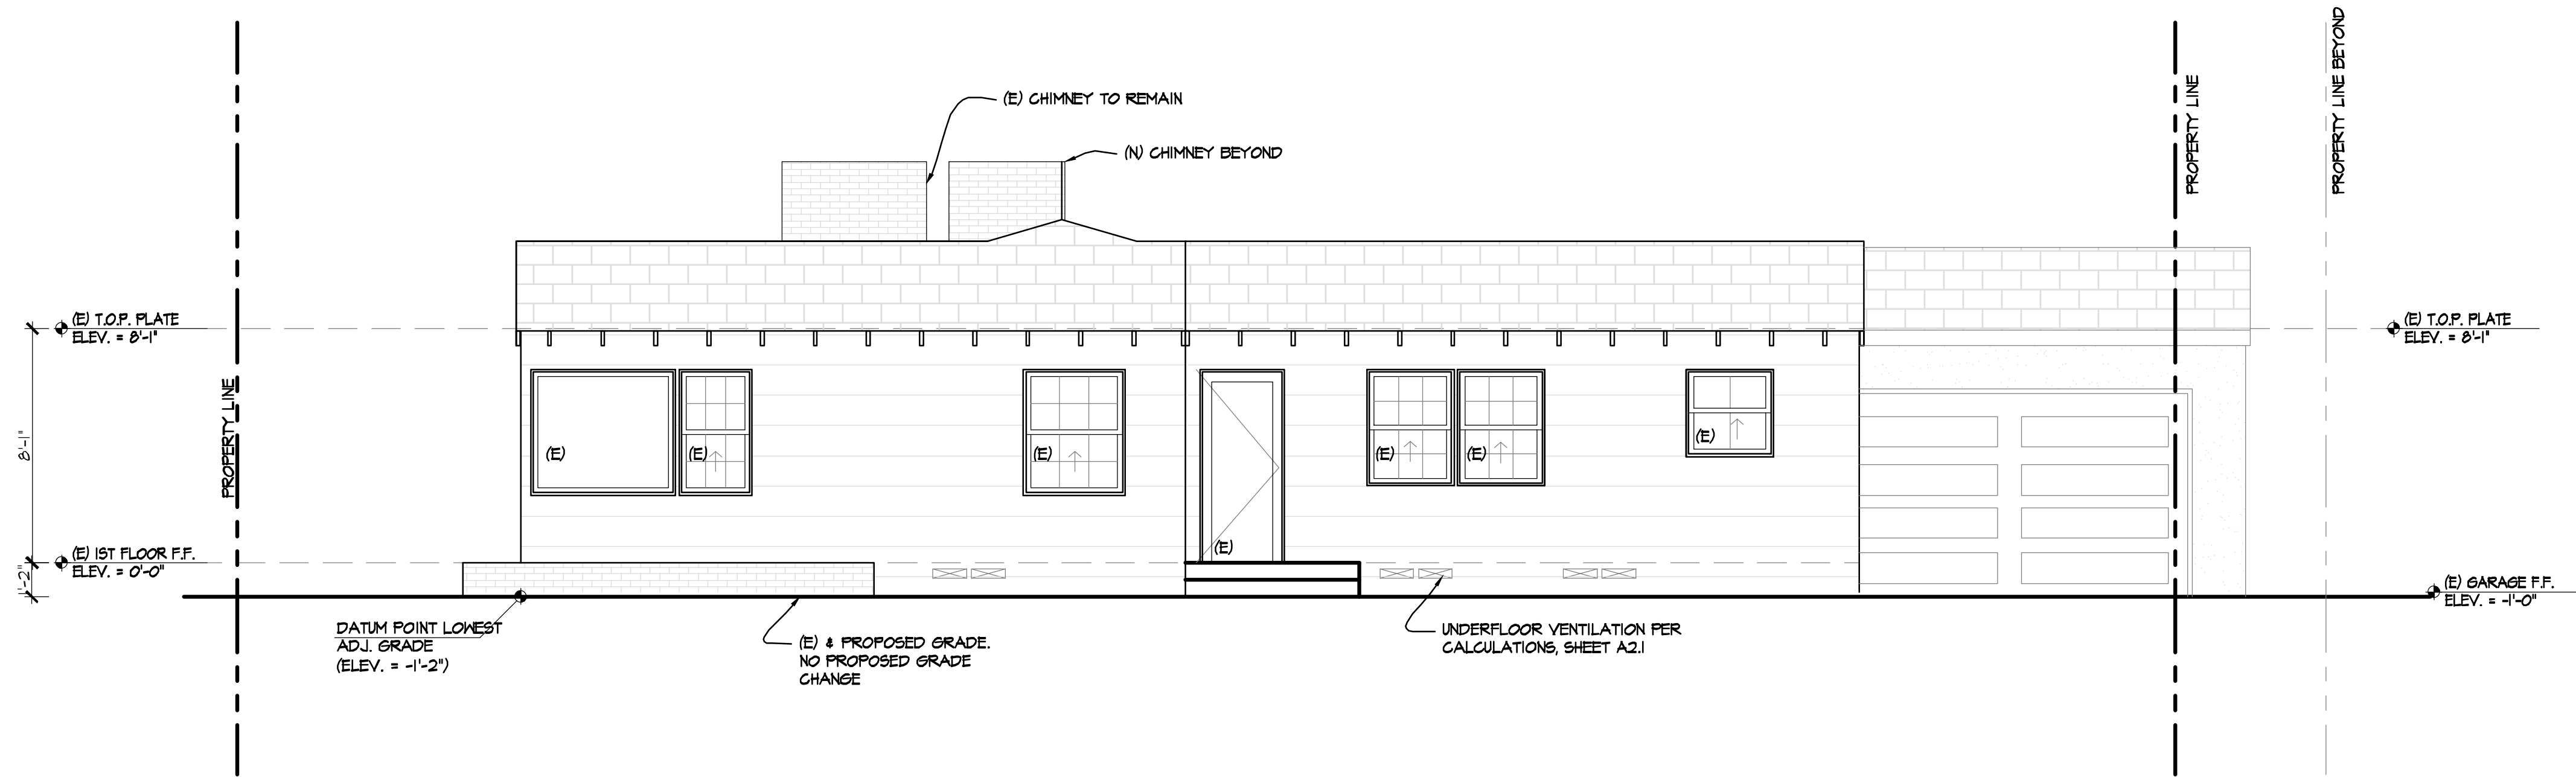 PROPERTY LINE BEYOND
PROPERTY LINE
(E) CHIMNEY TO REMAIN
(N) CHIMNEY BEYOND
(E) T.O.P. PLATE
ELEV. = 8'-1"
(E) T.O.P. PLATE
ELEV. = 8'-1"
PROPERTY LINE
8'-1"
(E)
(E)
(E)
(E)
(E)
(E)
(E)
(E) 1ST FLOOR F.F.
ELEV. = 0'-0"
1'-2"
(E) GARAGE F.F.
ELEV. = -1'-0"
DATUM POINT LOWEST
ADJ. GRADE
(ELEV. = -1'-2")
(E) & PROPOSED GRADE.
NO PROPOSED GRADE
CHANGE
UNDERFLOOR VENTILATION PER
CALCULATIONS, SHEET A2.1